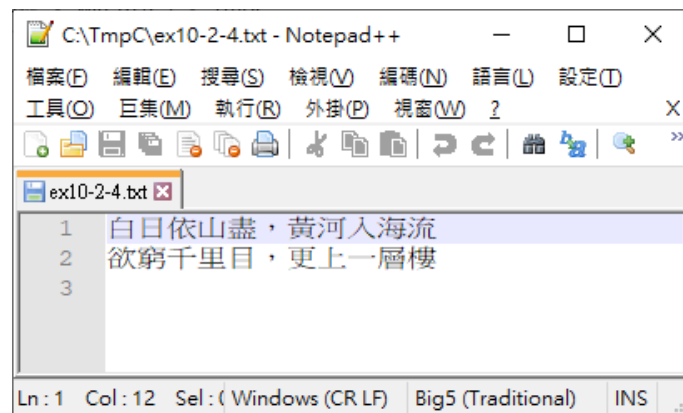 C:\TmpC\ex10-2-4.txt - Notepad++
檔案(F) 編輯(E) 搜尋(S) 檢視(V) 編碼(N) 語言(L) 設定(T)
工具(O) 巨集(M) 執行(R) 外掛(P) 視窗(W) ? X
ex10-2-4.txt
1 白日依山盡，黃河入海流
2 欲窮千里目，更上一層樓
3
Ln : 1 Col : 12 Sel : Windows (CR LF) Big5 (Traditional) INS